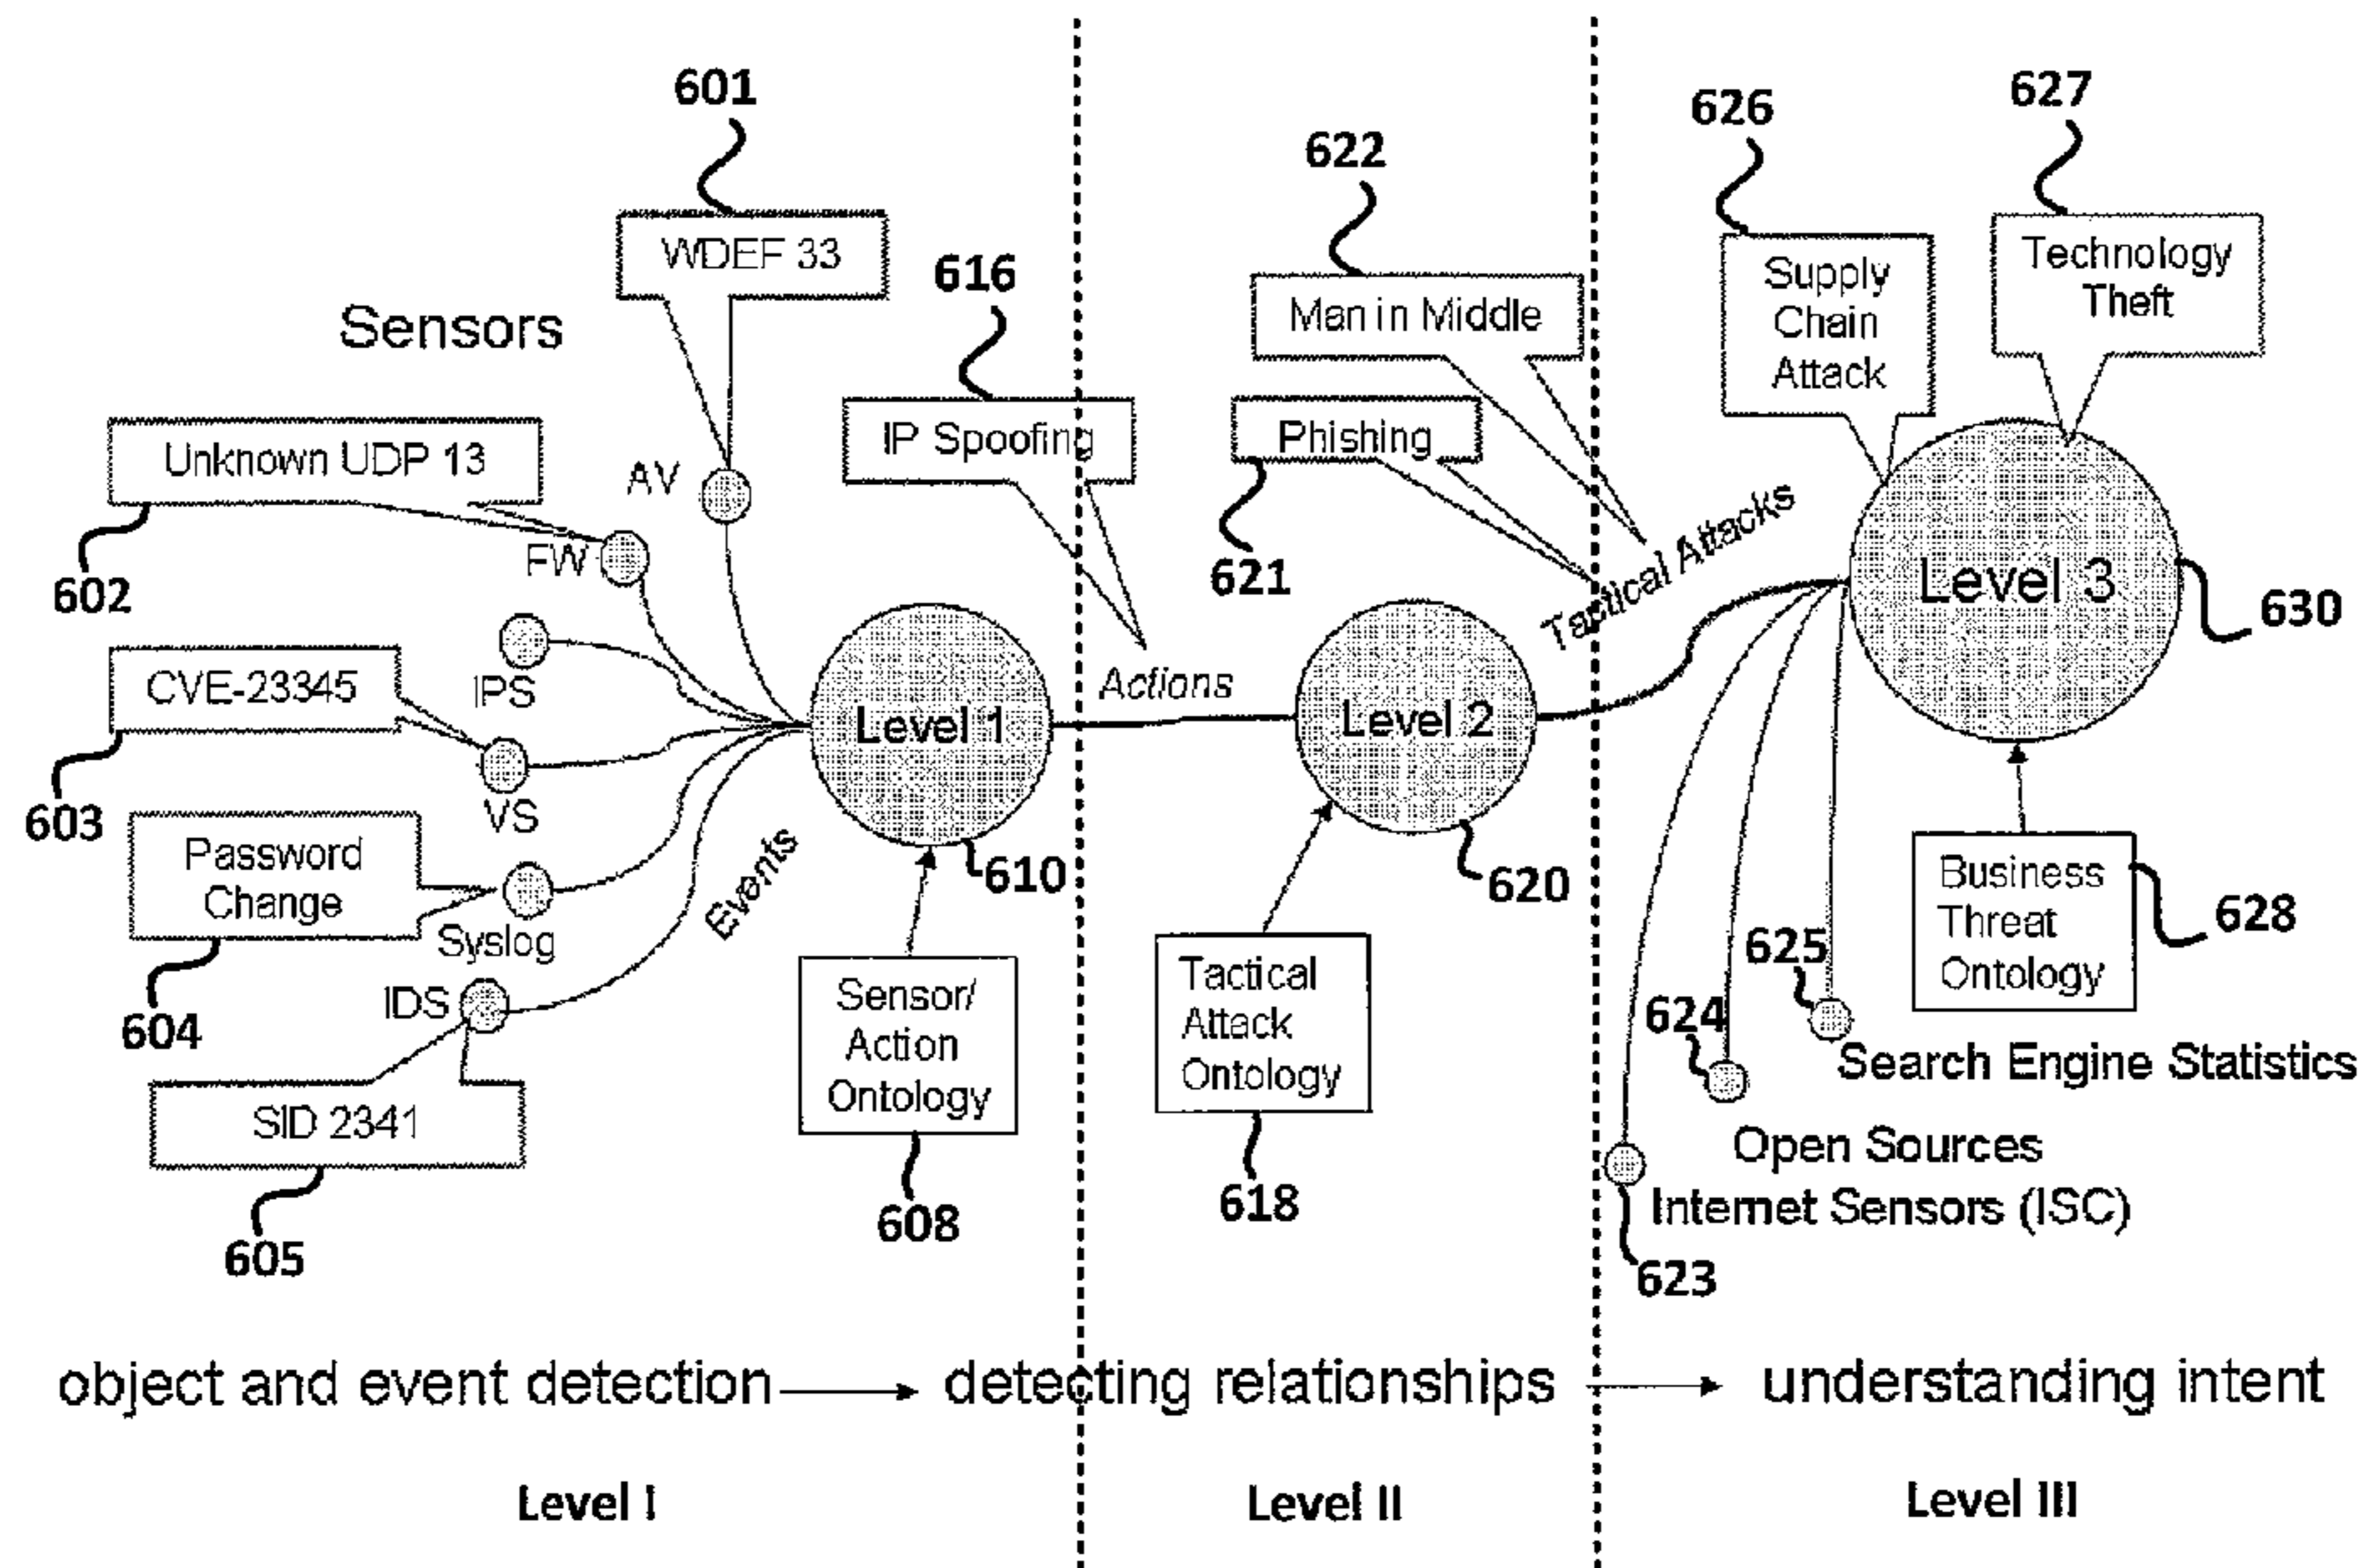 601
627
626
622
WDEF 33
Technology
Theft
616
Supply
Chain
Attack
Man in Middle
Sensors
IP Spoofing
Phishing
Unknown UDP 13
AV
FW
602
621
Tactical Attacks
Level 3
630
CVE-23345
IPS
Actions
Level 1
Level 2
603
VS
Password
Change
Events
610
620
Business
Threat
Ontology
628
604
Syslog
IDS
Sensor/
Action
Ontology
608
Tactical
Attack
Ontology
618
625
Search Engine Statistics
624
Open Sources
Internet Sensors (ISC)
623
SID 2341
605
object and event detection
detecting relationships
understanding intent
Level I
Level II
Level III